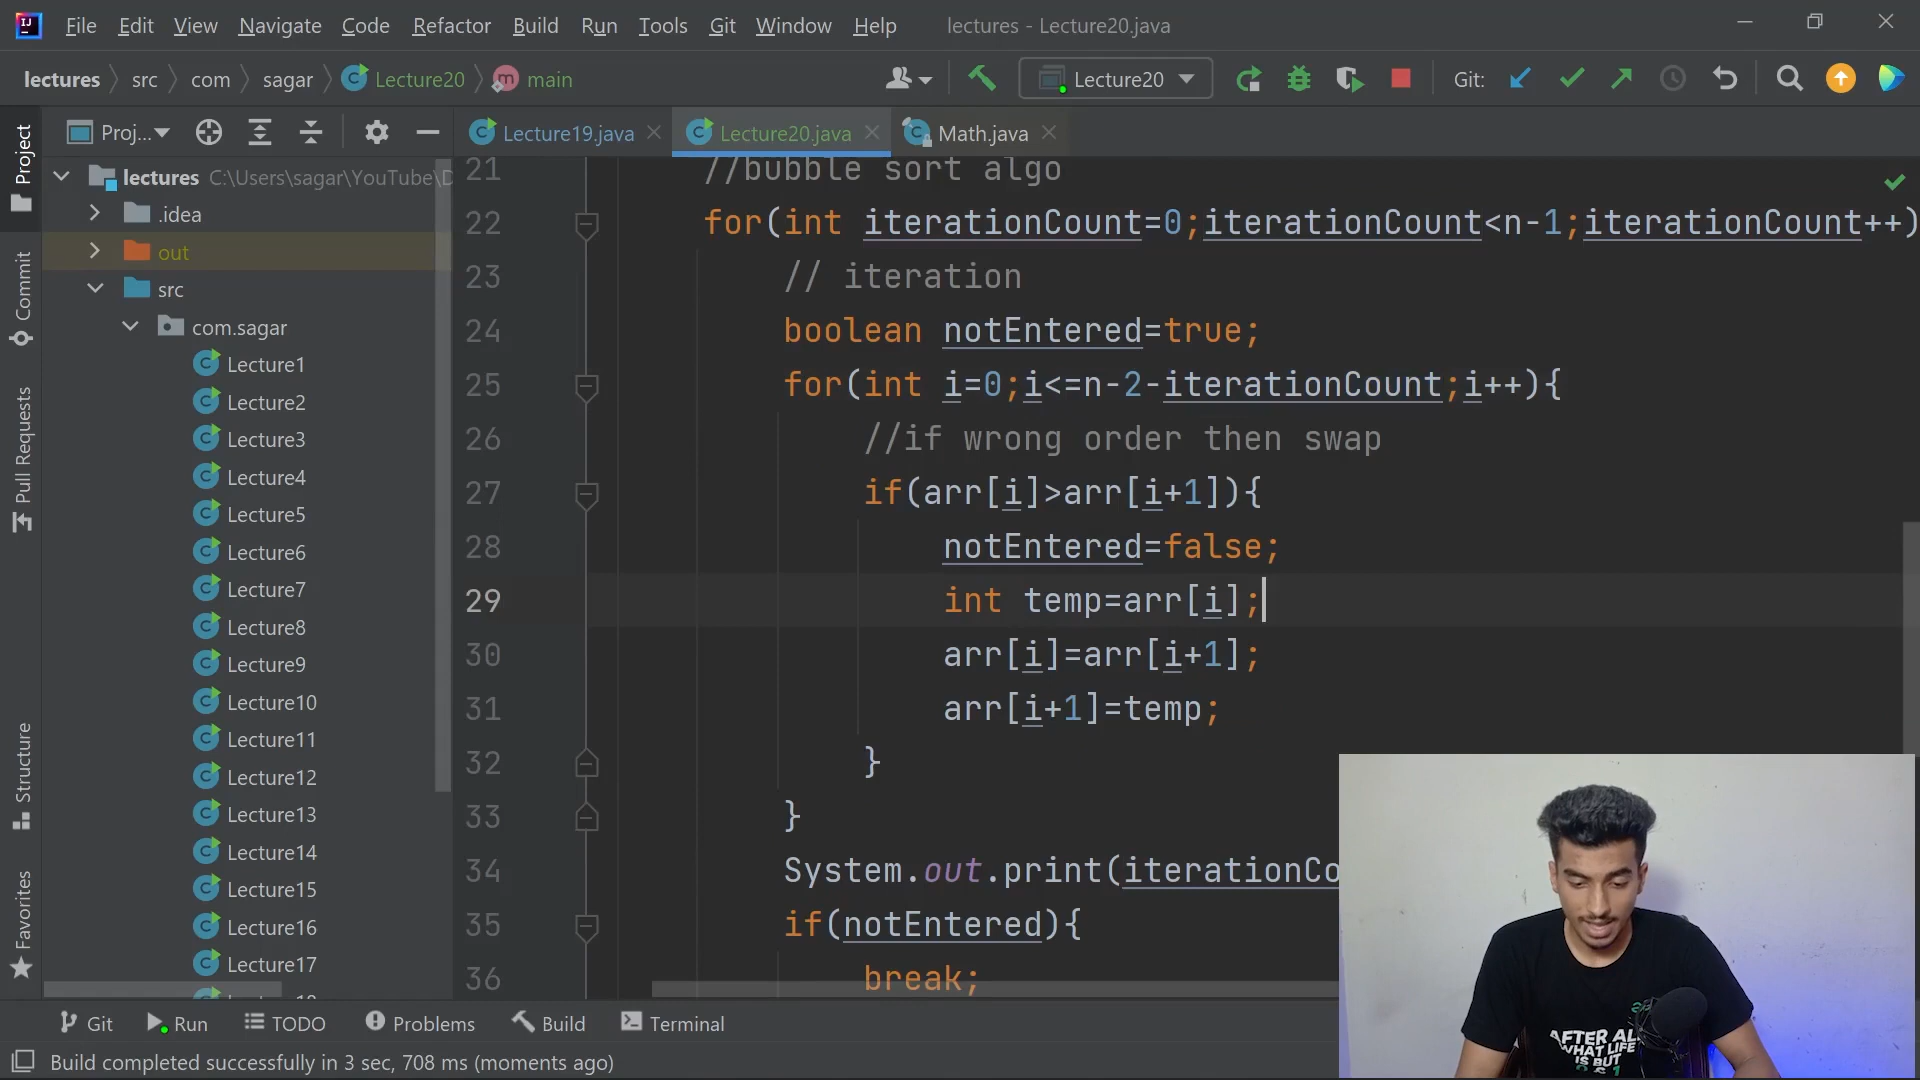 File Edit View Navigate Code Refactor Build Run Tools Git Window Help lectures - Lecture20.java
lectures src com sagar Lecture20 main Lecture20 Git:
Proj... Lecture19.java Lecture20.java Math.java
Project
Commit
Pull Requests
Structure
Favorites
lectures C:\Users\sagar\YouTube\D
.idea
out
src
com.sagar
Lecture1
Lecture2
Lecture3
Lecture4
Lecture5
Lecture6
Lecture7
Lecture8
Lecture9
Lecture10
Lecture11
Lecture12
Lecture13
Lecture14
Lecture15
Lecture16
Lecture17
21 //bubble sort algo
22 for(int iterationCount=0;iterationCount<n-1;iterationCount++)
23 // iteration
24 boolean notEntered=true;
25 for(int i=0;i<=n-2-iterationCount;i++){
26 //if wrong order then swap
27 if(arr[i]>arr[i+1]){
28 notEntered=false;
29 int temp=arr[i];
30 arr[i]=arr[i+1];
31 arr[i+1]=temp;
32 }
33 }
34 System.out.print(iterationCo
35 if(notEntered){
36 break;
AFTER AL
WHAT LIFE
IS BUT
Git Run TODO Problems Build Terminal
Build completed successfully in 3 sec, 708 ms (moments ago)